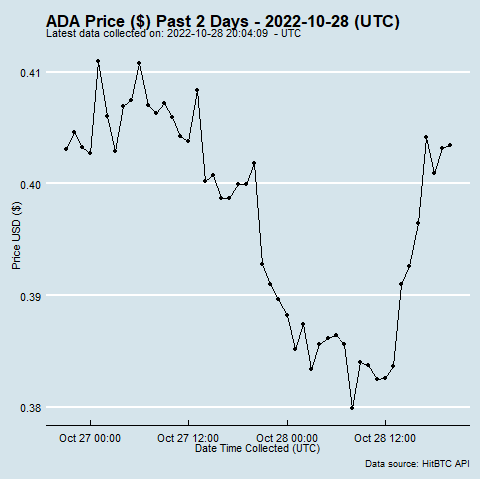 ADA Price ($) Past 2 Days - 2022-10-28 (UTC)
Latest data collected on: 2022-10-28 20:04:09  - UTC
0.41
0.40
0.39
0.38
Price USD ($)
Oct 27 00:00
Oct 27 12:00
Oct 28 00:00
Oct 28 12:00
Date Time Collected (UTC)
Data source: HitBTC API